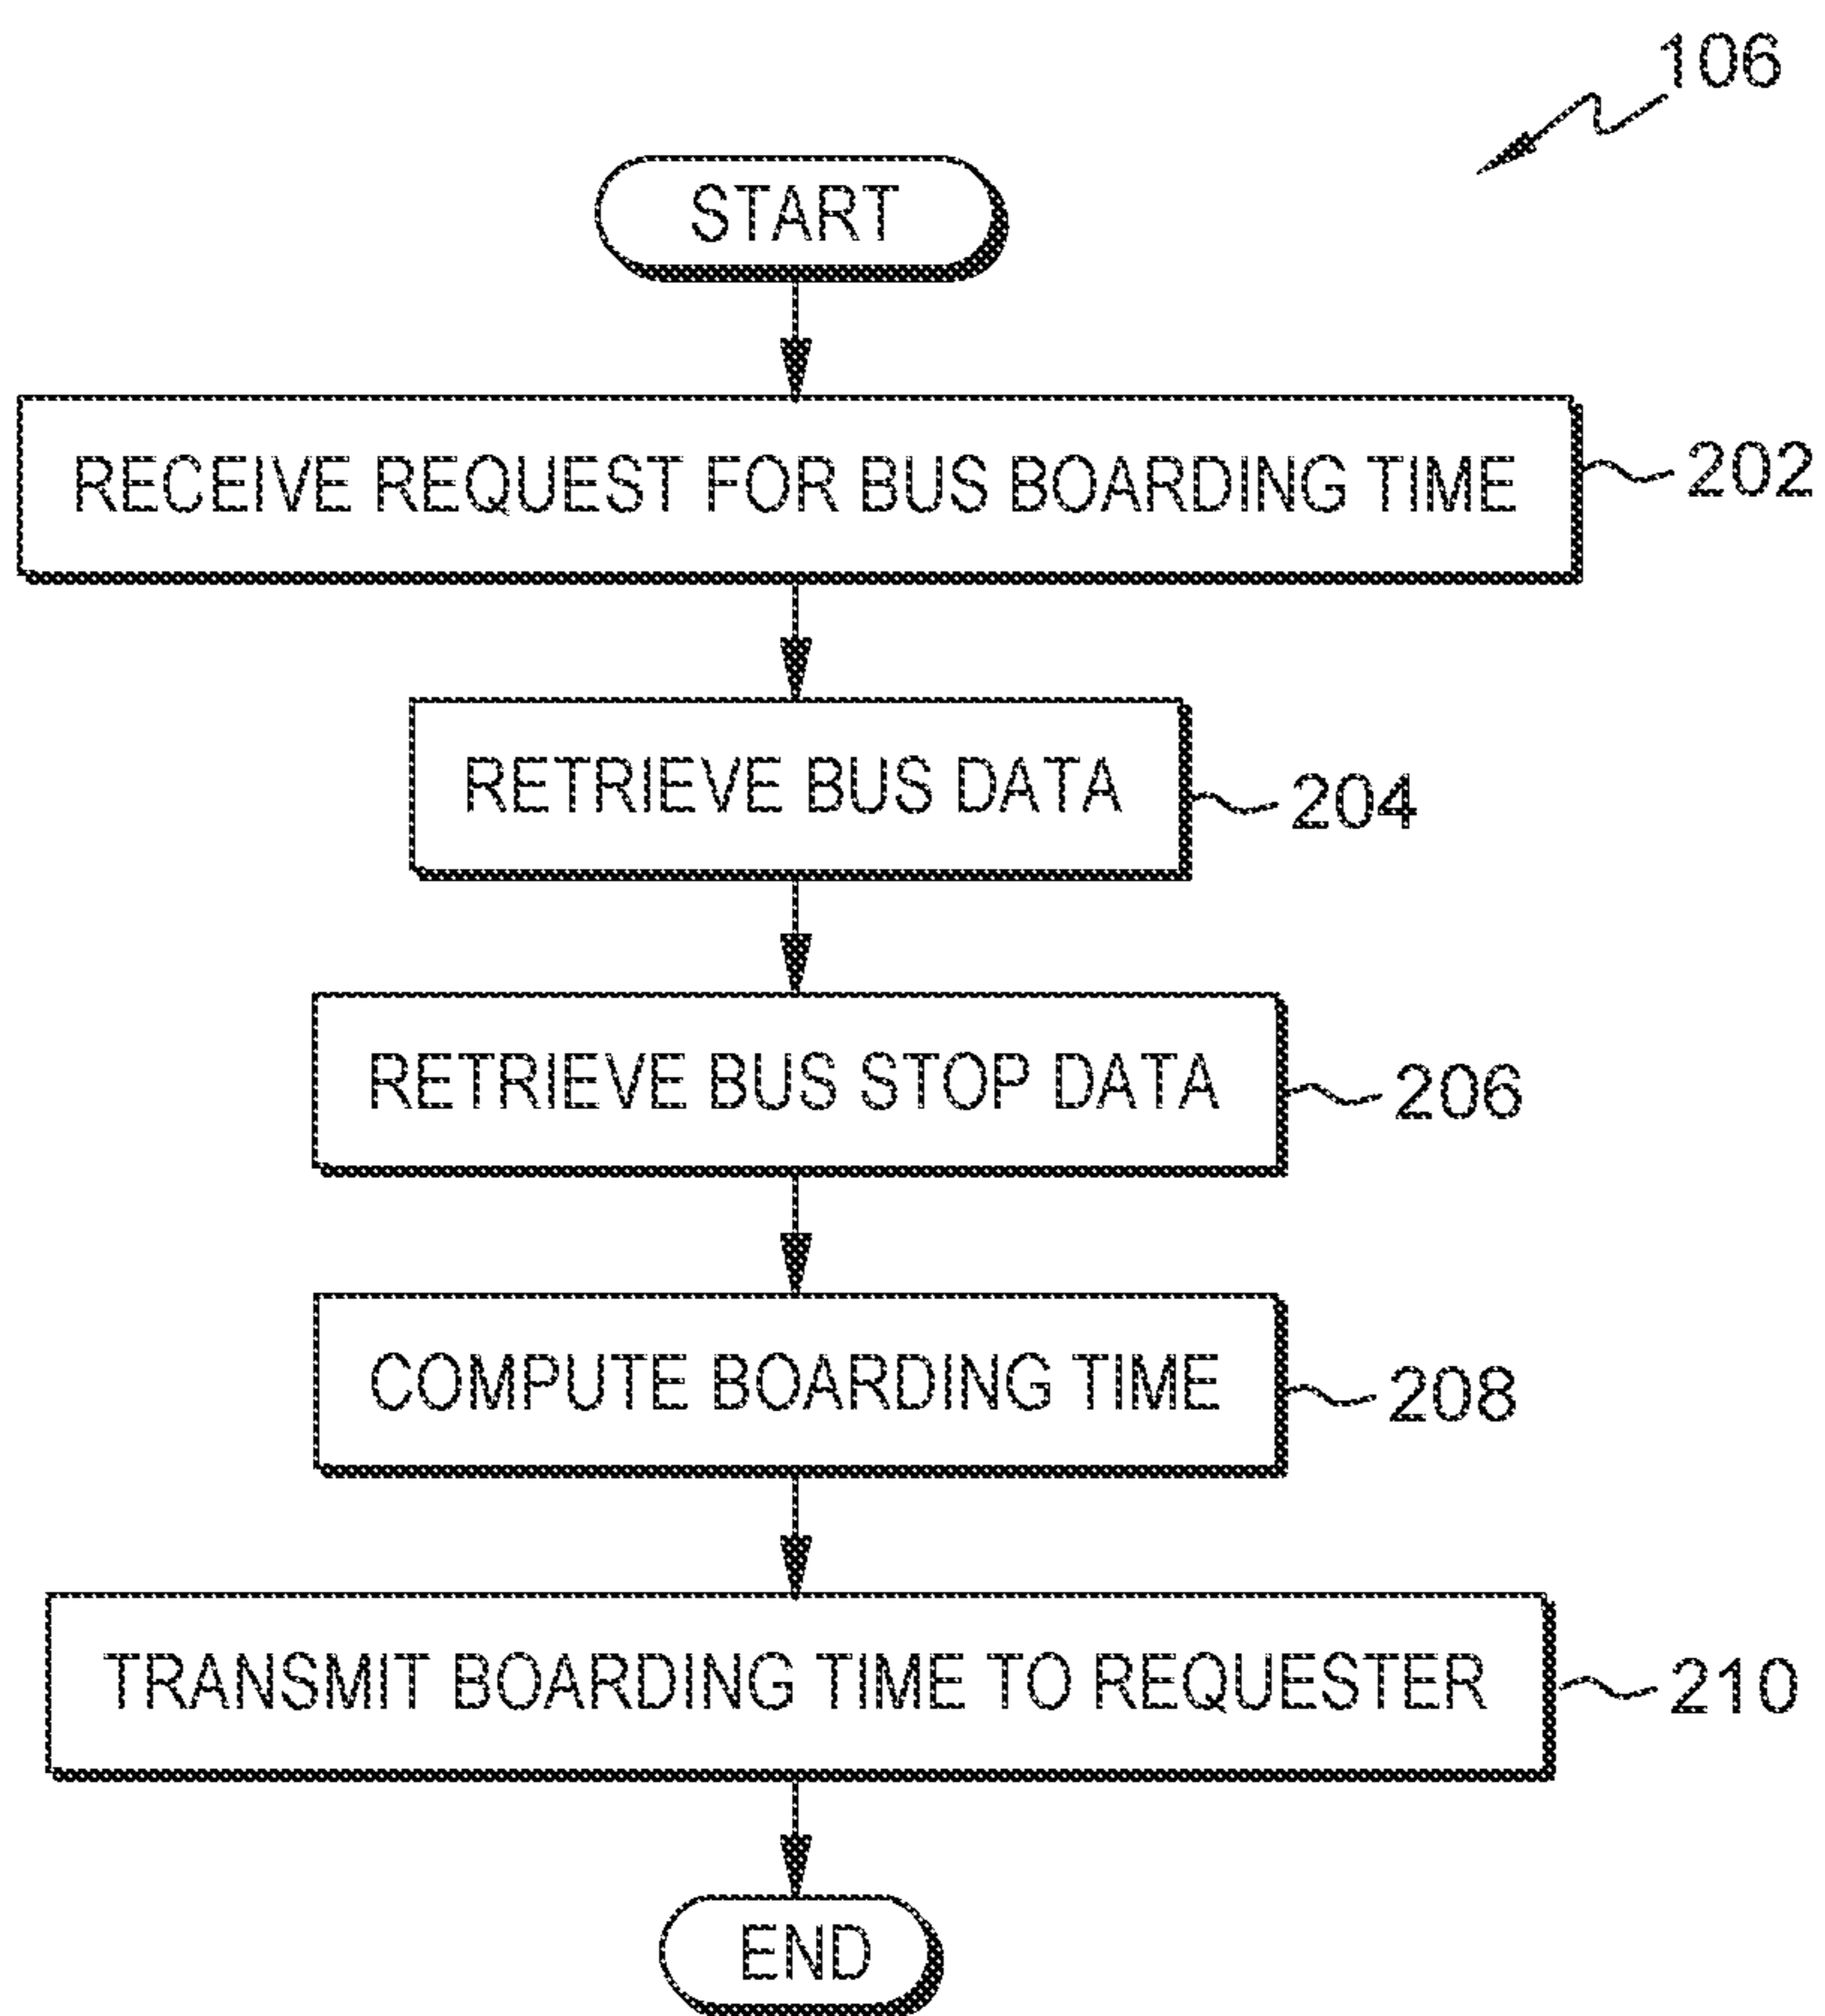 106
START
RECEIVE REQUEST FOR BUS BOARDING TIME
202
RETRIEVE BUS DATA
204
RETRIEVE BUS STOP DATA
206
COMPUTE BOARDING TIME
208
TRANSMIT BOARDING TIME TO REQUESTER
210
END